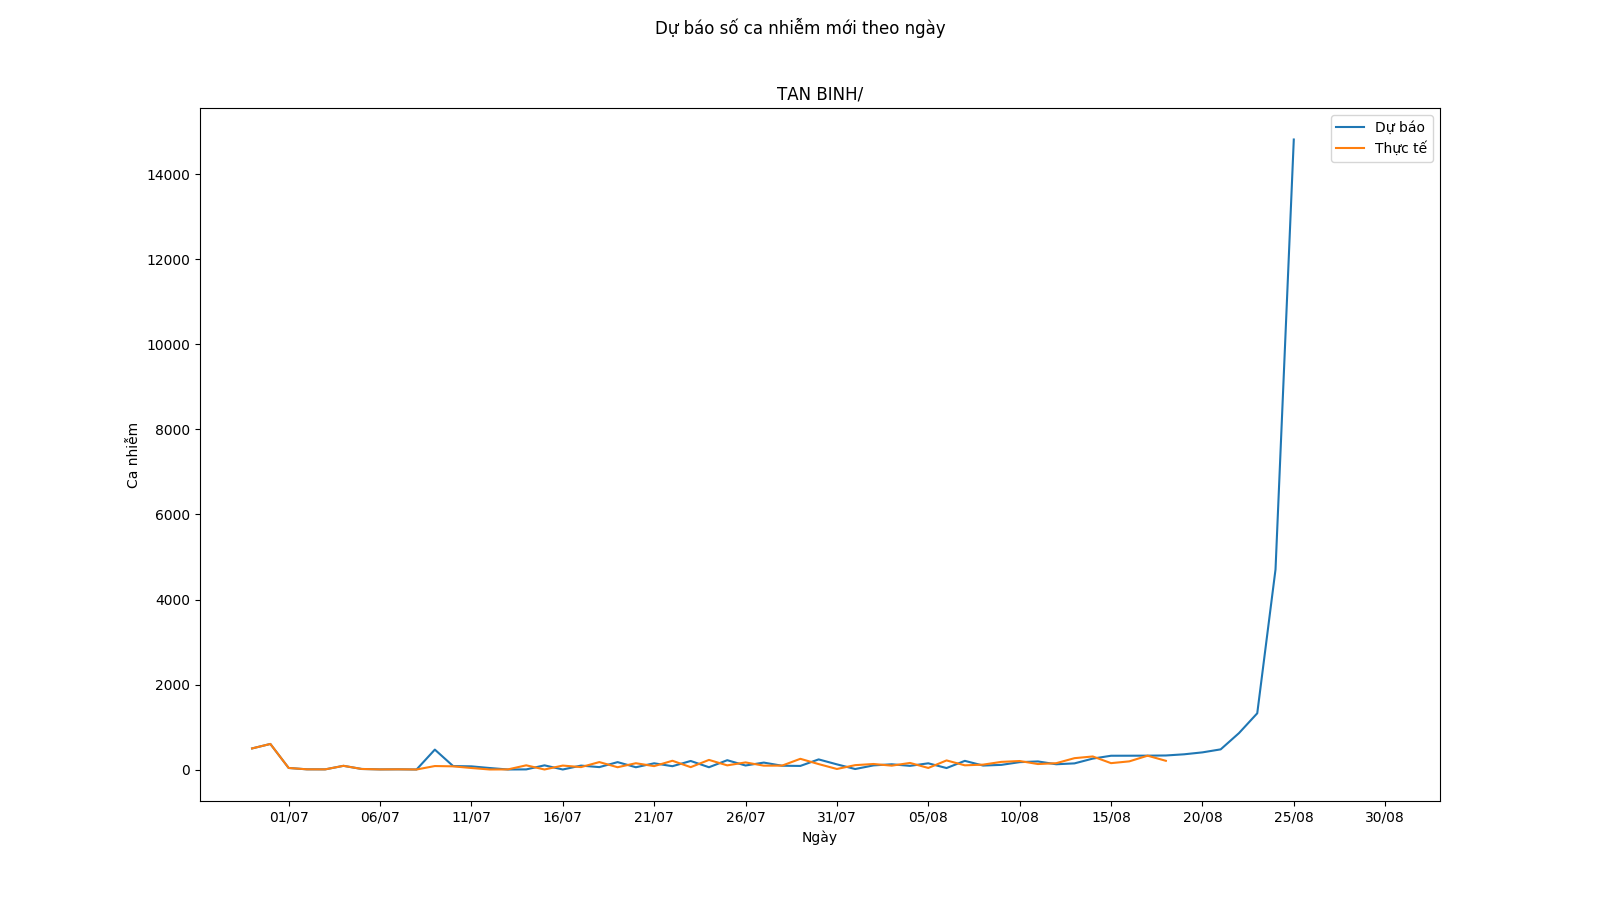 Dự báo số ca nhiễm mới theo ngày
TAN BINH/
Dự báo
Thực tế
14000
12000
10000
8000
6000
4000
2000
0
Ca nhiễm
01/07 06/07 11/07 16/07 21/07 26/07 31/07 05/08 10/08 15/08 20/08 25/08 30/08
Ngày